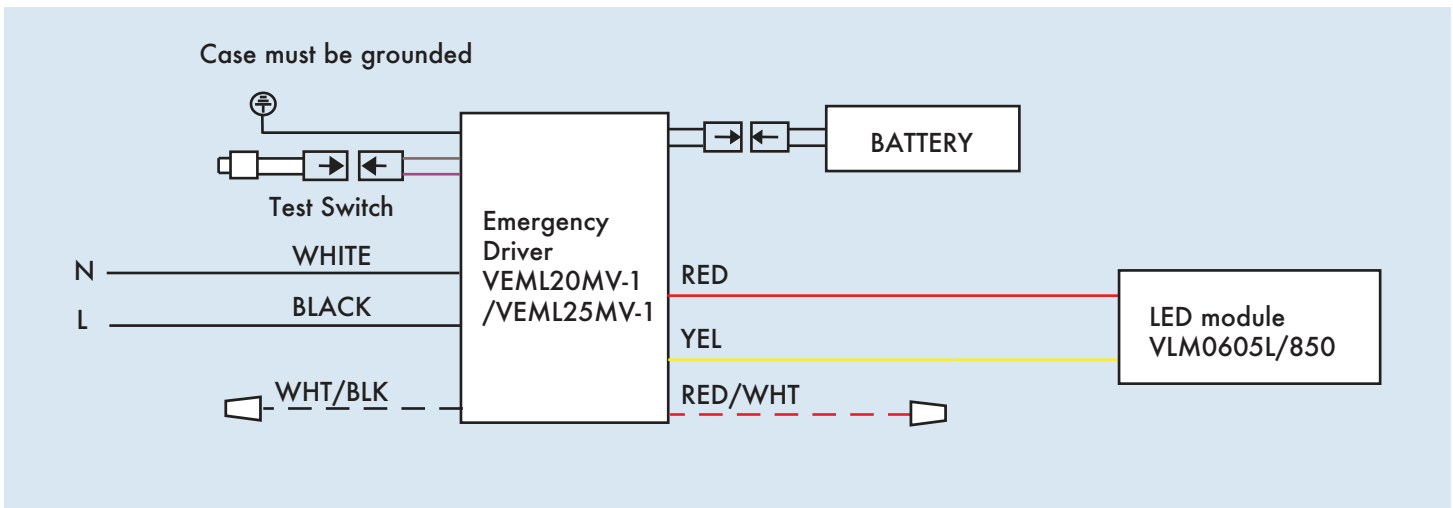 Case must be grounded
BATTERY
Test Switch
Emergency
Driver
VEML20MV-1
/VEML25MV-1
N
WHITE
L
BLACK
WHT/BLK
RED
YEL
RED/WHT
LED module
VLM0605L/850